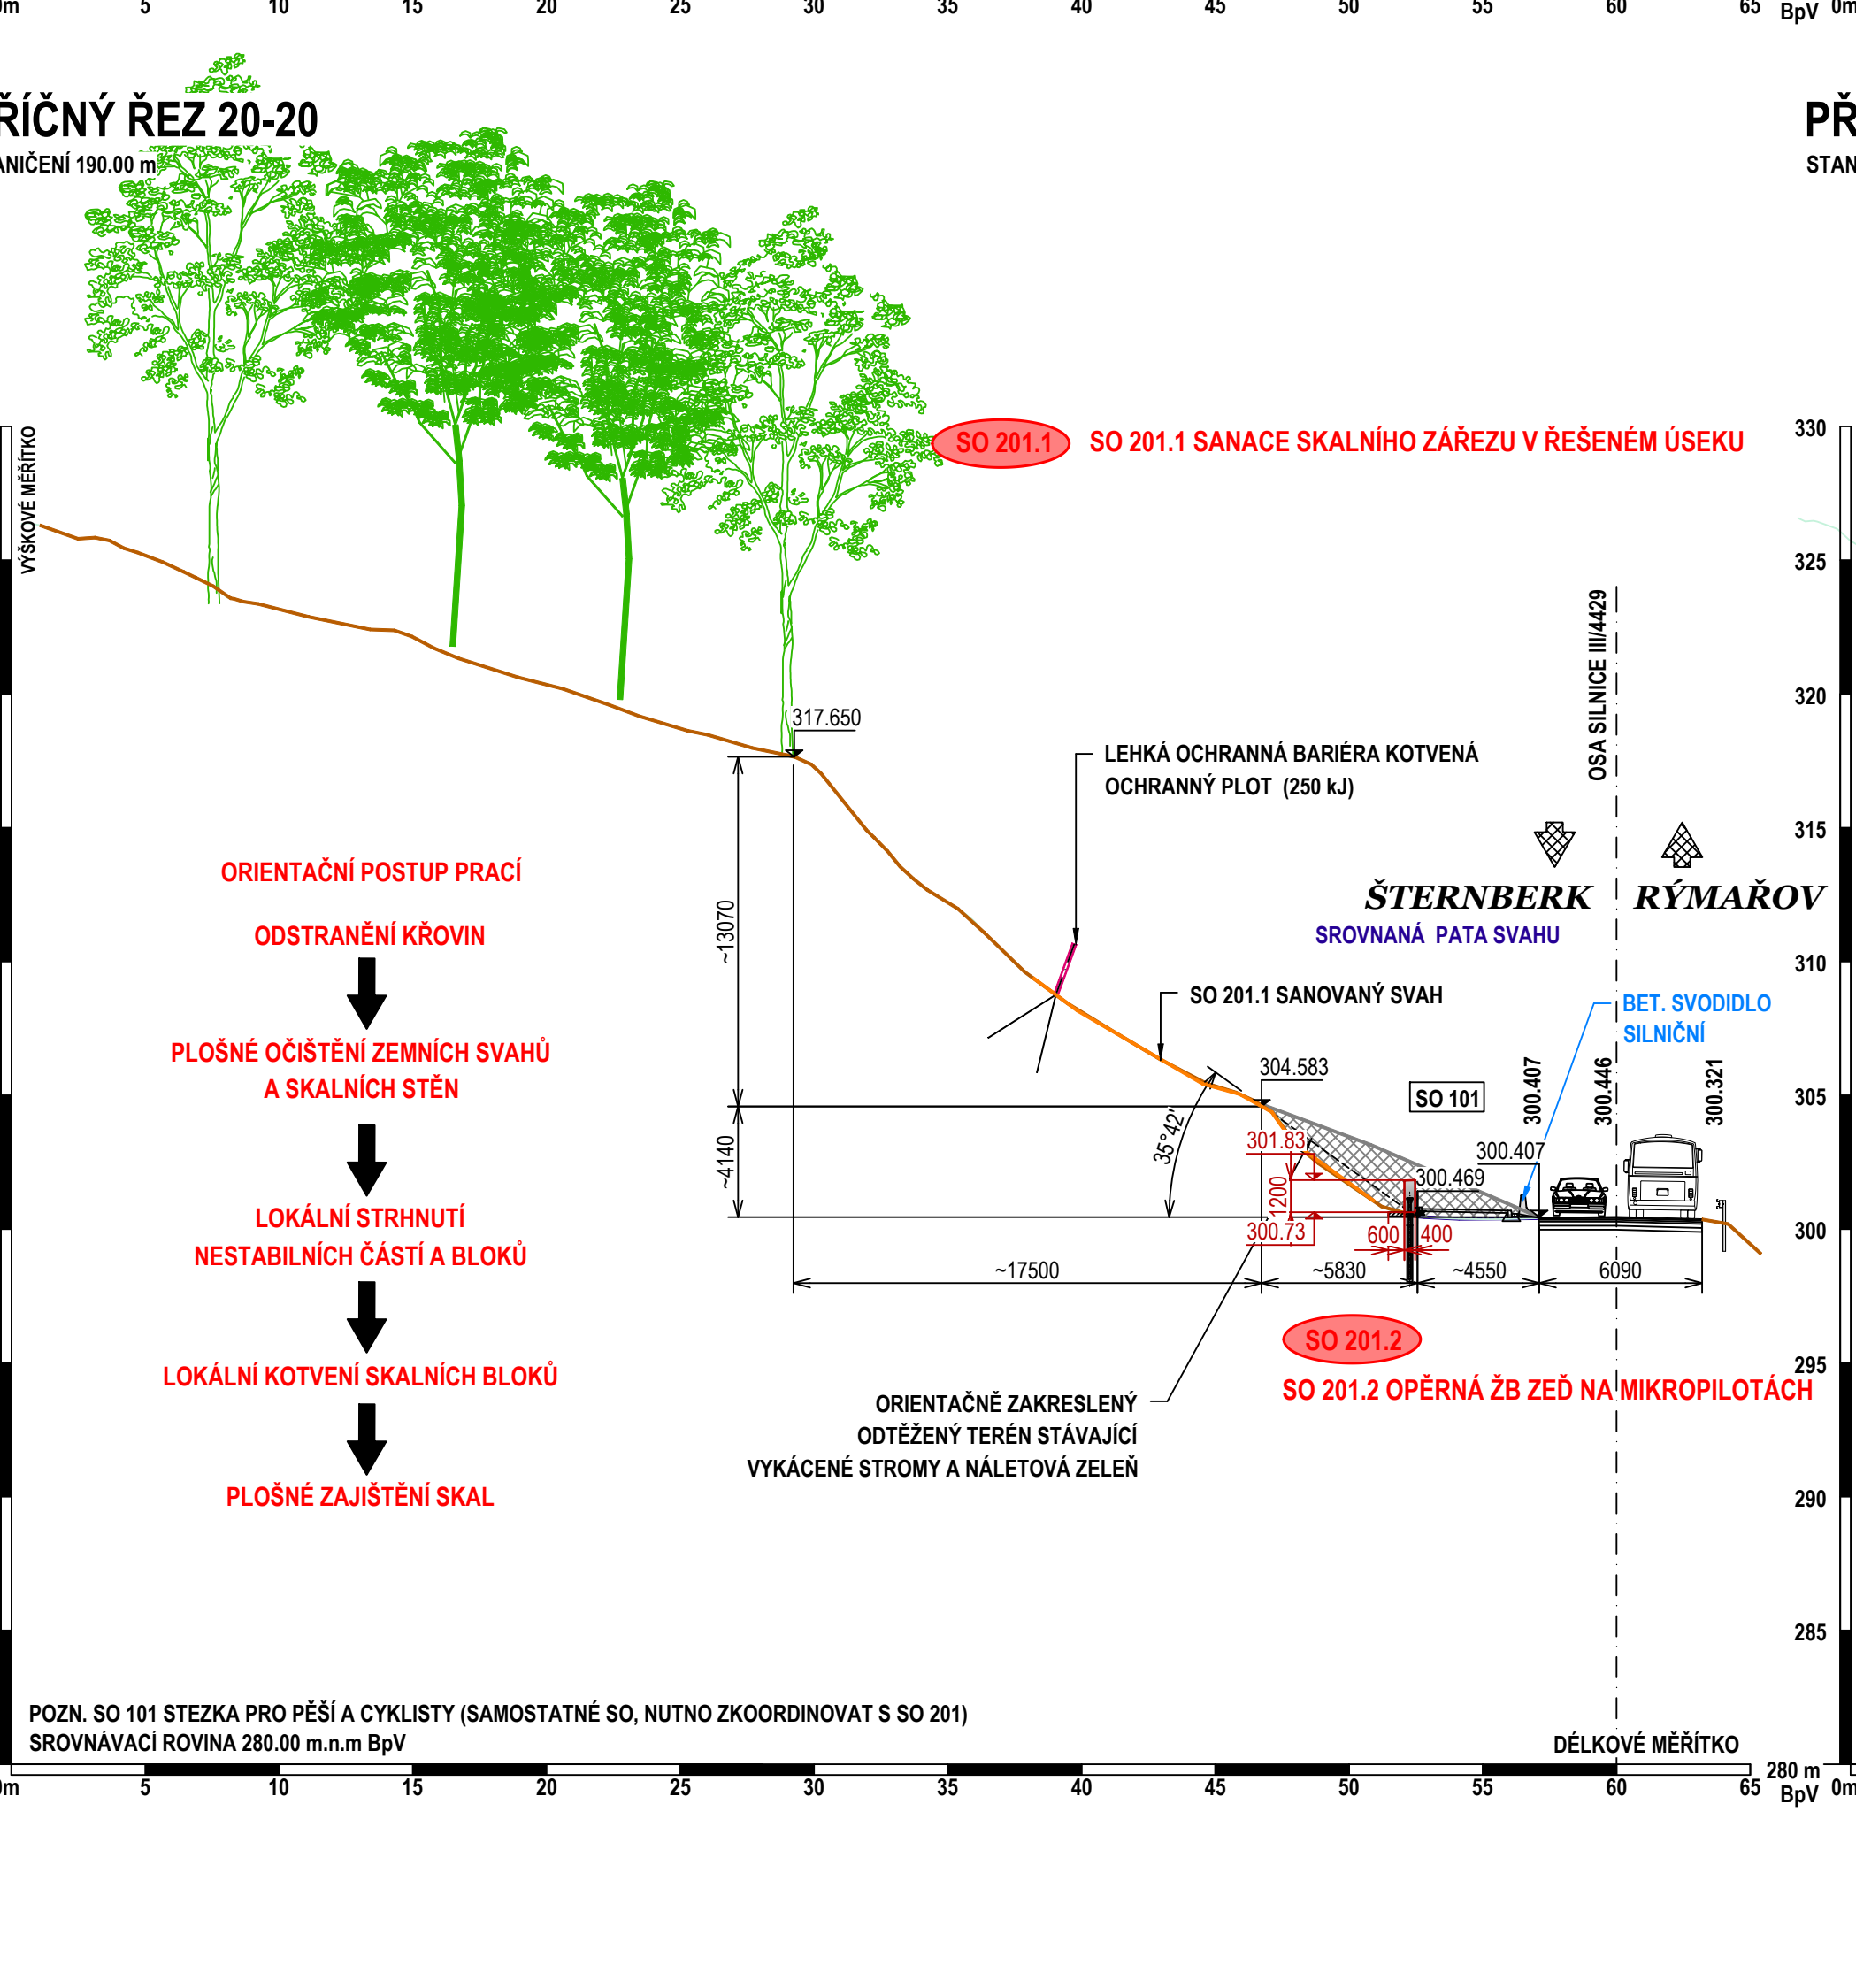 0m 5 10 15 20 25 30 35 40 45 50 55 60 65 BpV 0m
ŘÍČNÝ ŘEZ 20-20
ANIČENÍ 190.00 m
PŘ
STAN
VÝŠKOVÉ MĚŘÍTKO
SO 201.1 SO 201.1 SANACE SKALNÍHO ZÁŘEZU V ŘEŠENÉM ÚSEKU
330
325
320
315
310
305
300
295
290
285
280 m
BpV
0m
OSA SILNICE III/4429
317.650
LEHKÁ OCHRANNÁ BARIÉRA KOTVENÁ
OCHRANNÝ PLOT (250 kJ)
ŠTERNBERK RÝMAŘOV
SROVNANÁ PATA SVAHU
SO 201.1 SANOVANÝ SVAH
BET. SVODIDLO
SILNIČNÍ
~13070
~4140
35°42'
304.583
SO 101
300.407
300.446
300.321
301.83
300.407
300.469
1200
300.73
600
400
~17500
~5830
~4550
6090
ORIENTAČNÍ POSTUP PRACÍ
ODSTRANĚNÍ KŘOVIN
PLOŠNÉ OČIŠTĚNÍ ZEMNÍCH SVAHŮ
A SKALNÍCH STĚN
LOKÁLNÍ STRHNUTÍ
NESTABILNÍCH ČÁSTÍ A BLOKŮ
LOKÁLNÍ KOTVENÍ SKALNÍCH BLOKŮ
PLOŠNÉ ZAJIŠTĚNÍ SKAL
SO 201.2
SO 201.2 OPĚRNÁ ŽB ZEĎ NA MIKROPILOTÁCH
ORIENTAČNĚ ZAKRESLENÝ
ODTĚŽENÝ TERÉN STÁVAJÍCÍ
VYKÁCENÉ STROMY A NÁLETOVÁ ZELEŇ
POZN. SO 101 STEZKA PRO PĚŠÍ A CYKLISTY (SAMOSTATNÉ SO, NUTNO ZKOORDINOVAT S SO 201)
SROVNÁVACÍ ROVINA 280.00 m.n.m BpV
DÉLKOVÉ MĚŘÍTKO
0m 5 10 15 20 25 30 35 40 45 50 55 60 65